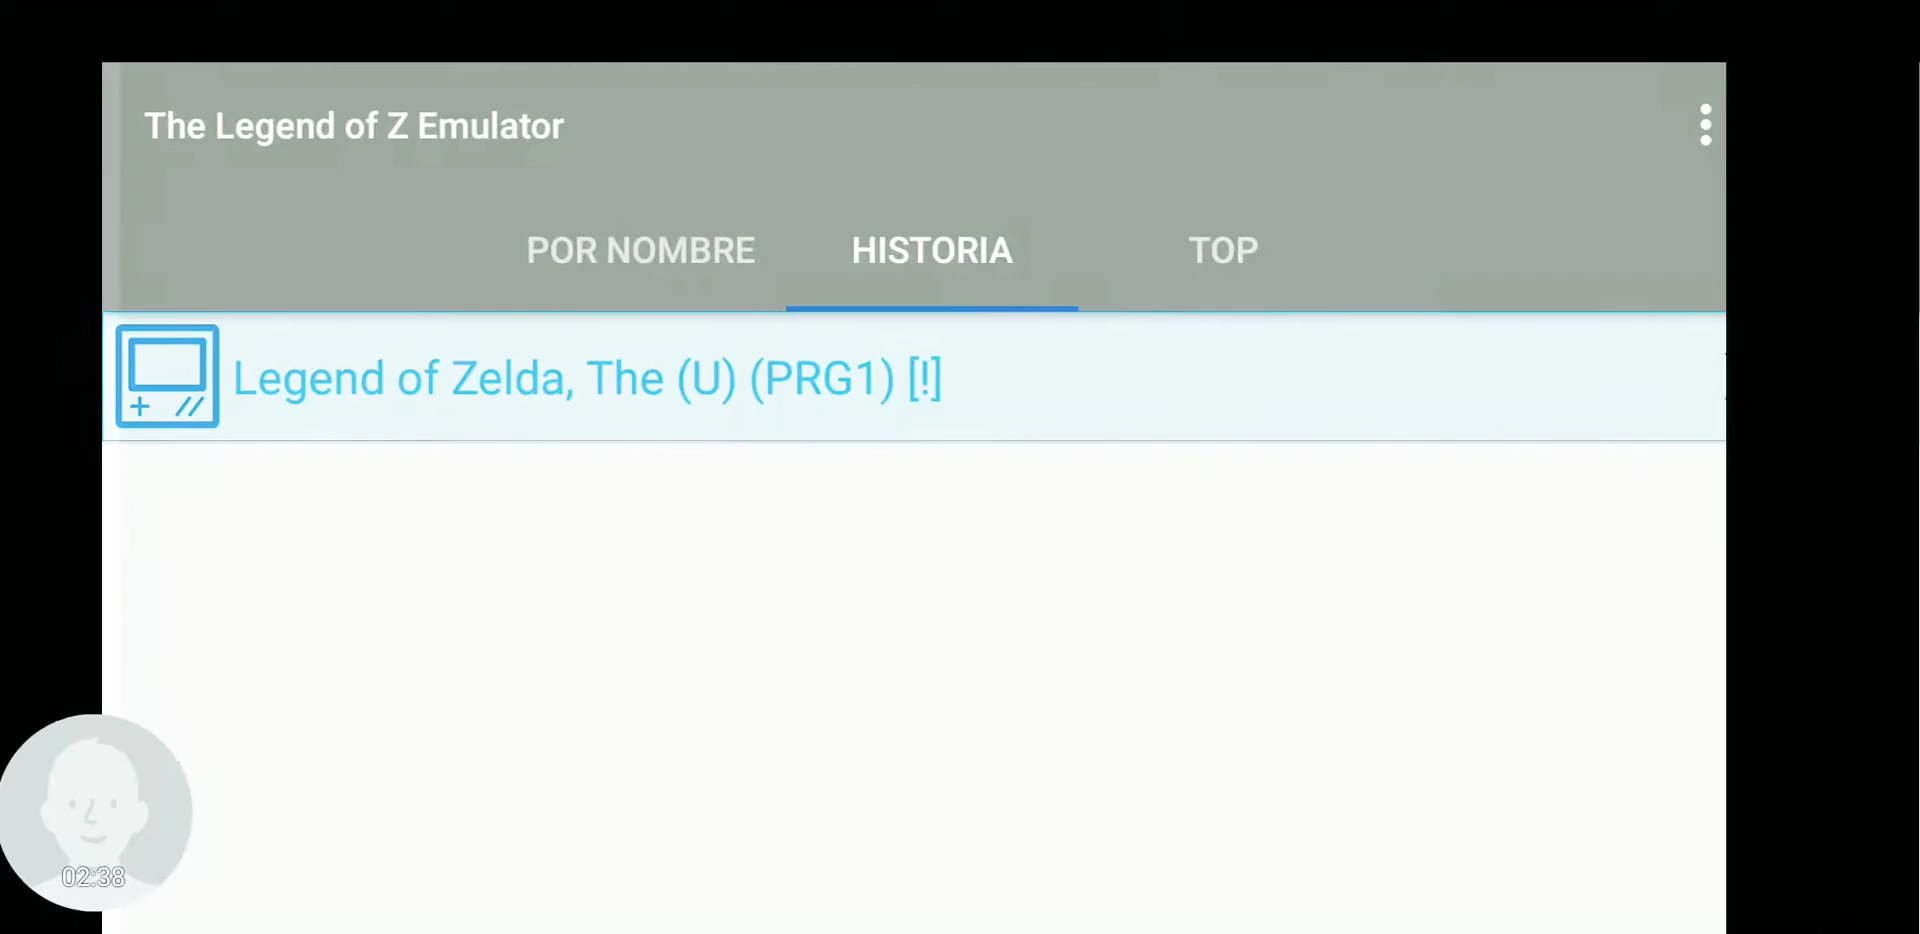 The Legend of Z Emulator
POR NOMBRE HISTORIA TOP
Legend of Zelda, The (U) (PRG1) [!]
02:38